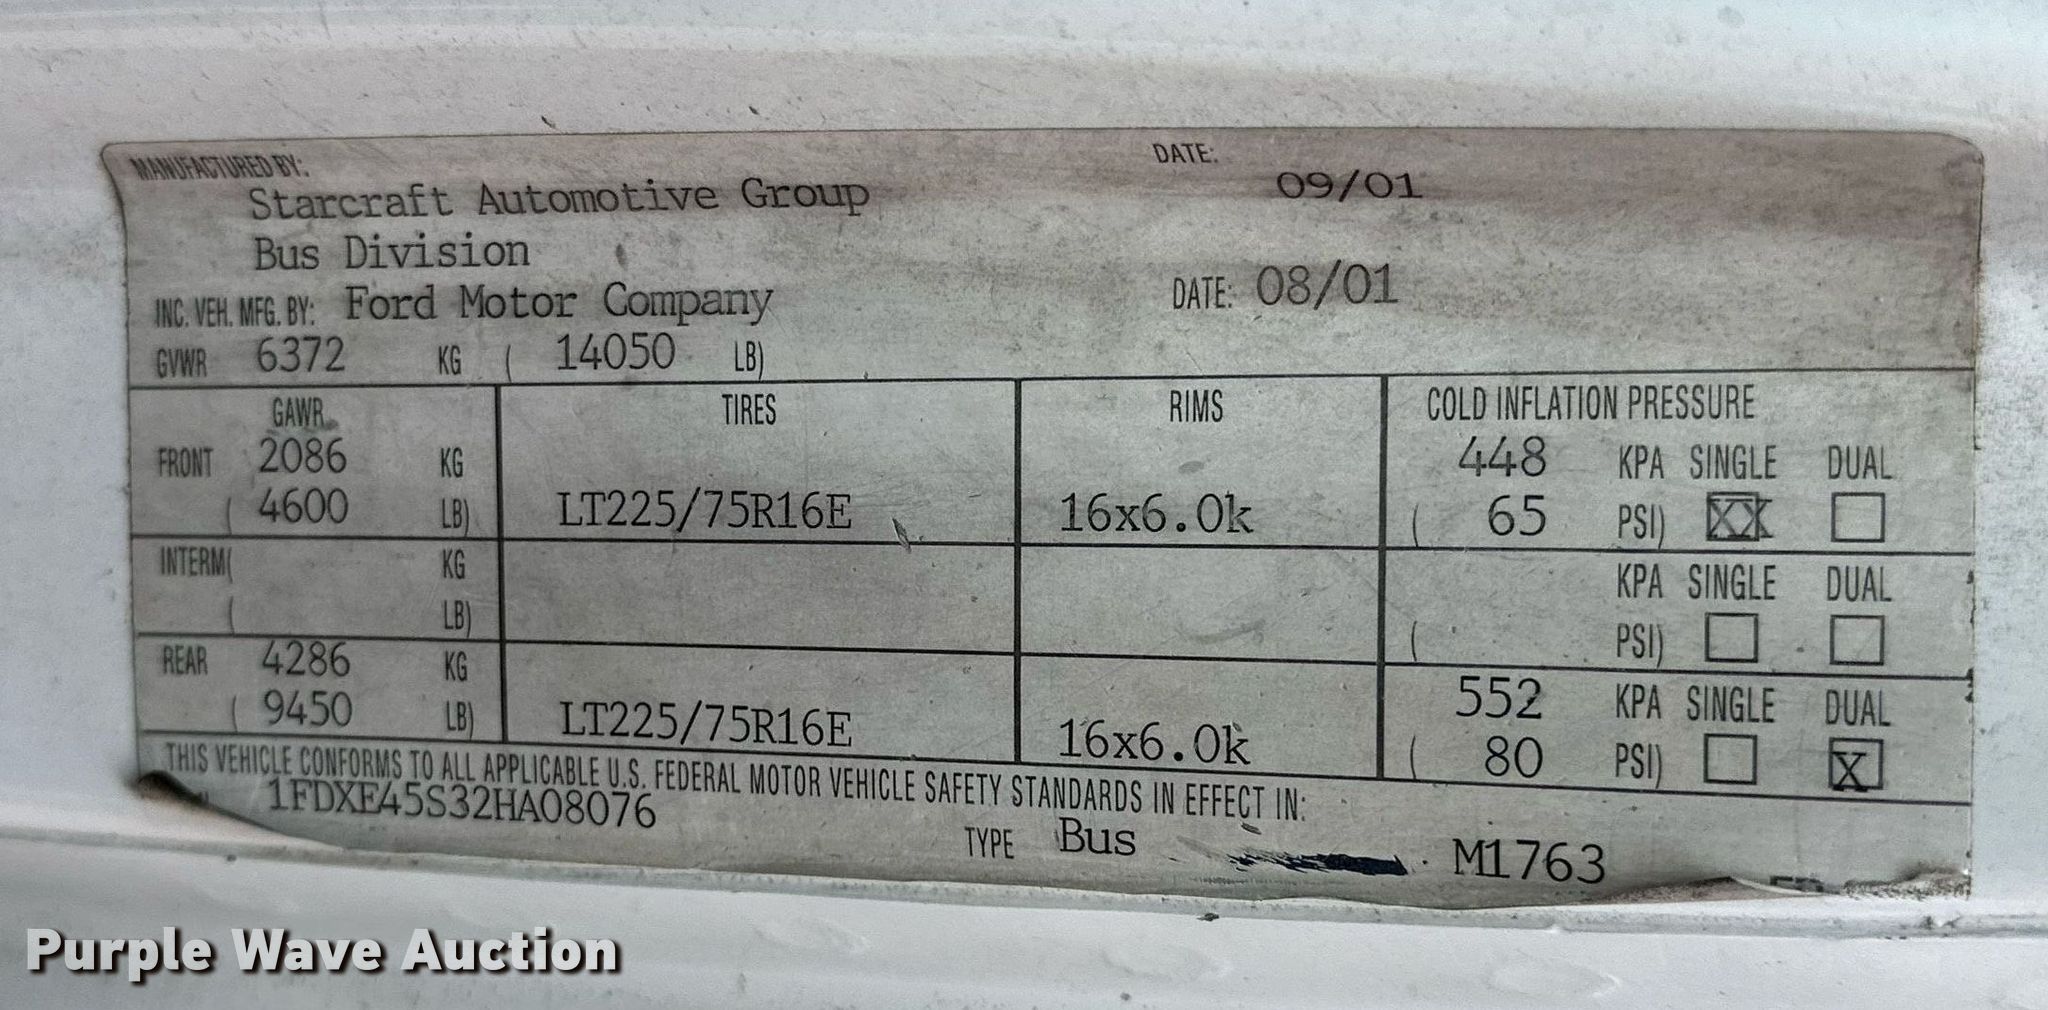 MANUFACTURED BY: DATE:
Starcraft Automotive Group 09/01
Bus Division
INC. VEH. MFG. BY: Ford Motor Company DATE: 08/01
GVWR 6372 KG ( 14050 LB)
GAWR TIRES RIMS COLD INFLATION PRESSURE
FRONT 2086 KG 448 KPA SINGLE DUAL
( 4600 LB) LT225/75R16E 16x6.0k ( 65 PSI) XX
INTERM( KG KPA SINGLE DUAL
( LB) ( PSI)
REAR 4286 KG 552 KPA SINGLE DUAL
( 9450 LB) LT225/75R16E 16x6.0k ( 80 PSI) X
THIS VEHICLE CONFORMS TO ALL APPLICABLE U.S. FEDERAL MOTOR VEHICLE SAFETY STANDARDS IN EFFECT IN:
1FDXE45S32HA08076
TYPE Bus M1763
Purple Wave Auction